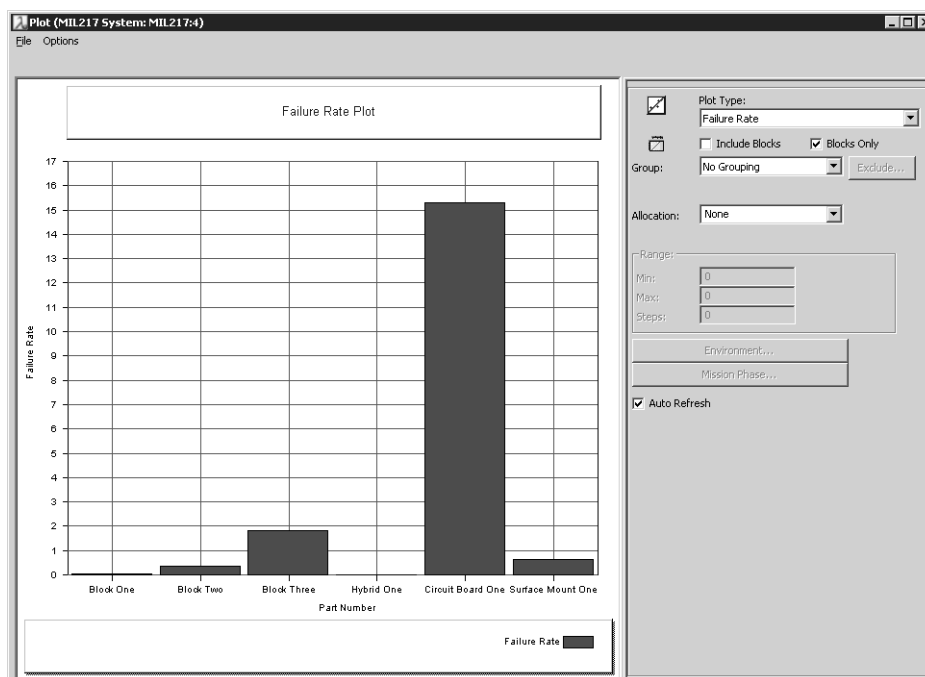 Plot (MIL217 System: MIL217:4)
File Options
Failure Rate Plot
17
16
15
14
13
12
11
10
9
8
7
6
5
4
3
2
1
0
Failure Rate
Block One Block Two Block Three Hybrid One Circuit Board One Surface Mount One
Part Number
Failure Rate
Plot Type:
Failure Rate
Include Blocks Blocks Only
Group: No Grouping Exclude...
Allocation: None
Range:
Min: 0
Max: 0
Steps: 0
Environment...
Mission Phase...
Auto Refresh